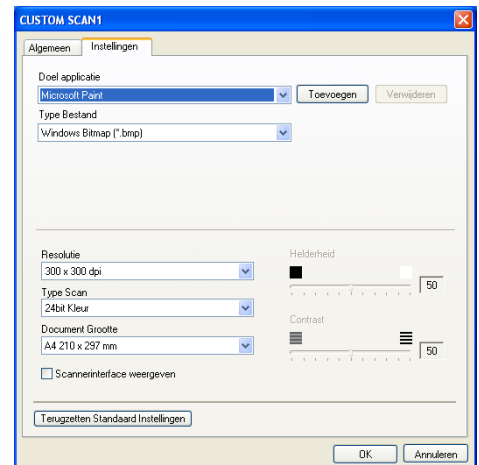 CUSTOM SCAN1
Algemeen Instellingen
Doel applicatie
Microsoft Paint Toevoegen Verwijderen
Type Bestand
Windows Bitmap (*.bmp)
Resolutie Helderheid
300 x 300 dpi 50
Type Scan
24bit Kleur Contrast
Document Grootte
A4 210 x 297 mm 50
Scannerinterface weergeven
Terugzetten Standaard Instellingen
OK Annuleren